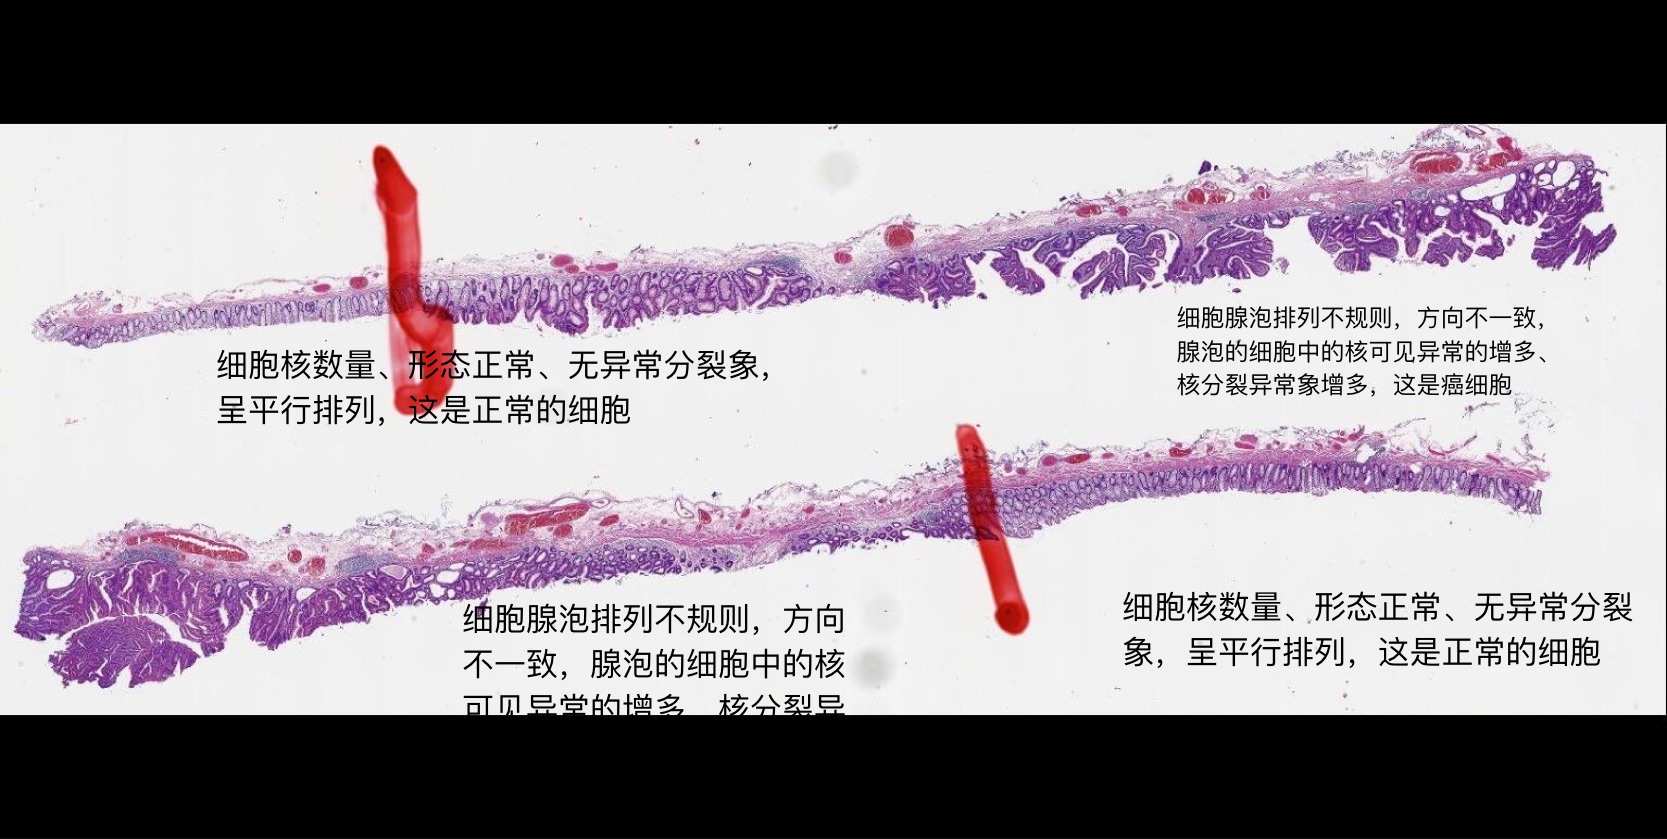 细胞核数量、形态正常、无异常分裂象，
呈平行排列，这是正常的细胞
细胞腺泡排列不规则，方向不一致，
腺泡的细胞中的核可见异常的增多、
核分裂异常象增多，这是癌细胞
细胞腺泡排列不规则，方向
不一致，腺泡的细胞中的核
可见异常的增多、核分裂异
细胞核数量、形态正常、无异常分裂
象，呈平行排列，这是正常的细胞